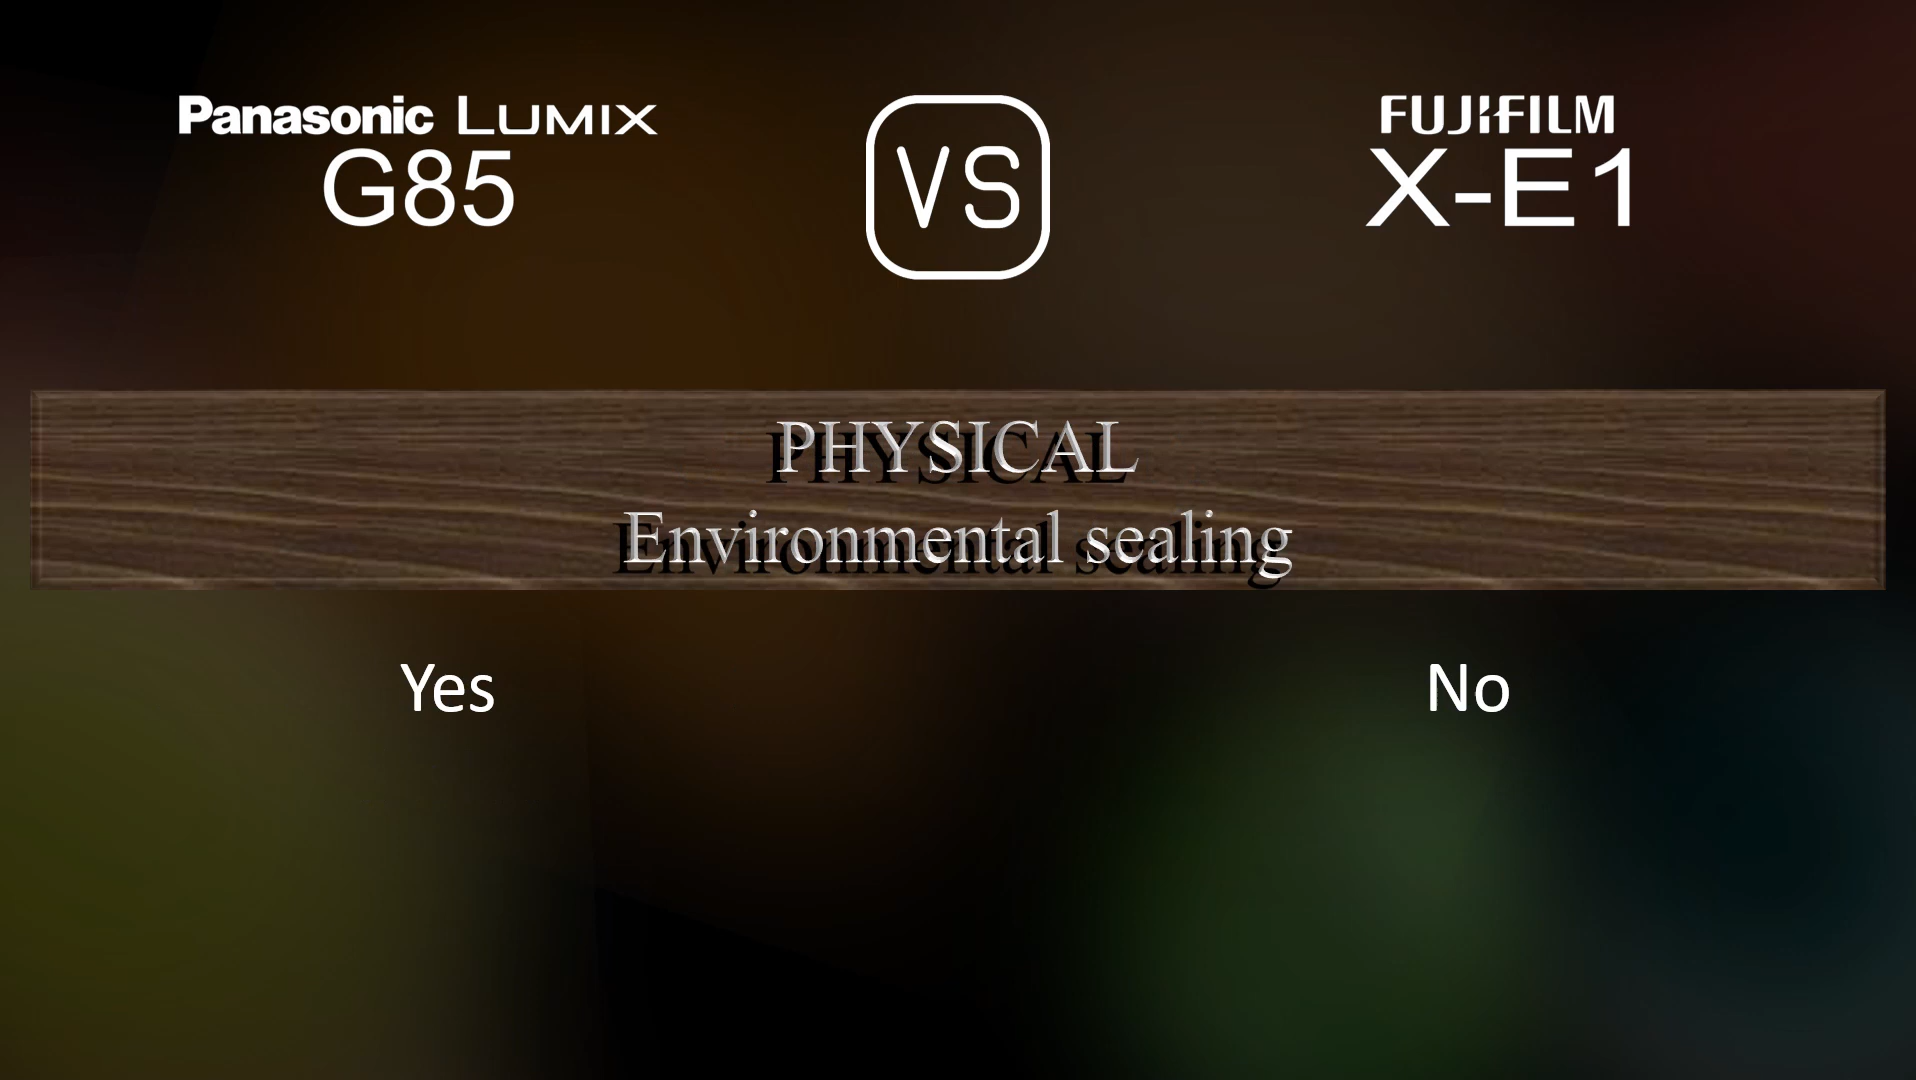 Panasonic LUMIX
G85
VS
FUJIFILM
X-E1
PHYSICAL
Environmental sealing
Yes
No